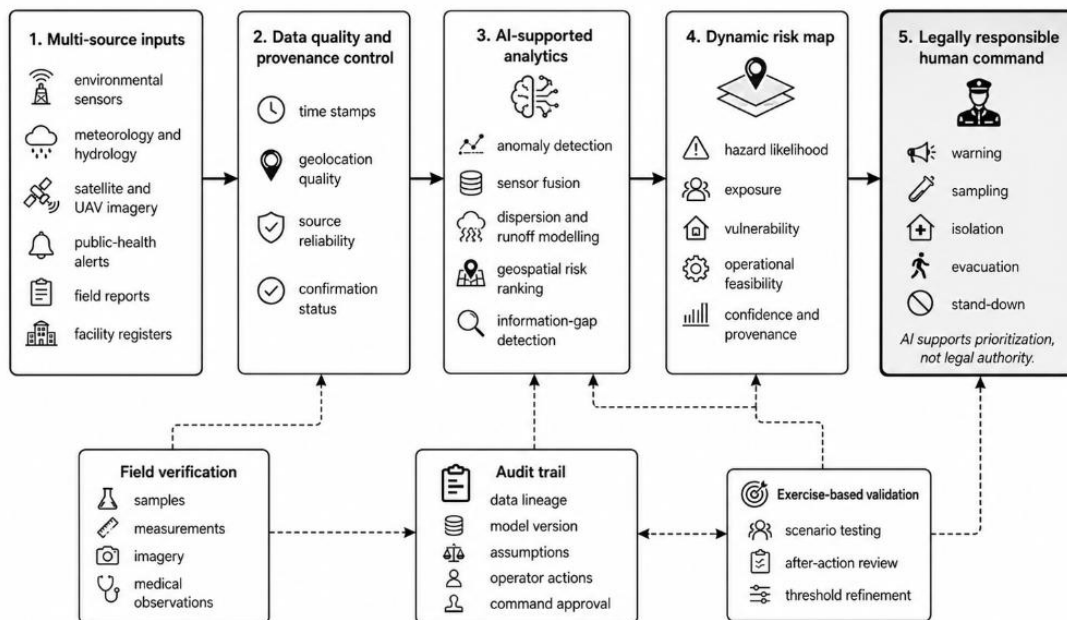 1. Multi-source inputs
environmental
sensors
meteorology and
hydrology
satellite and
UAV imagery
public-health
alerts
field reports
facility registers
2. Data quality and
provenance control
time stamps
geolocation
quality
source
reliability
confirmation
status
3. AI-supported
analytics
anomaly detection
sensor fusion
dispersion and
runoff modelling
geospatial risk
ranking
information-gap
detection
4. Dynamic risk map
hazard likelihood
exposure
vulnerability
operational
feasibility
confidence and
provenance
5. Legally responsible
human command
warning
sampling
isolation
evacuation
stand-down
AI supports prioritization,
not legal authority.
Field verification
samples
measurements
imagery
medical
observations
Audit trail
data lineage
model version
assumptions
operator actions
command approval
Exercise-based validation
scenario testing
after-action review
threshold refinement